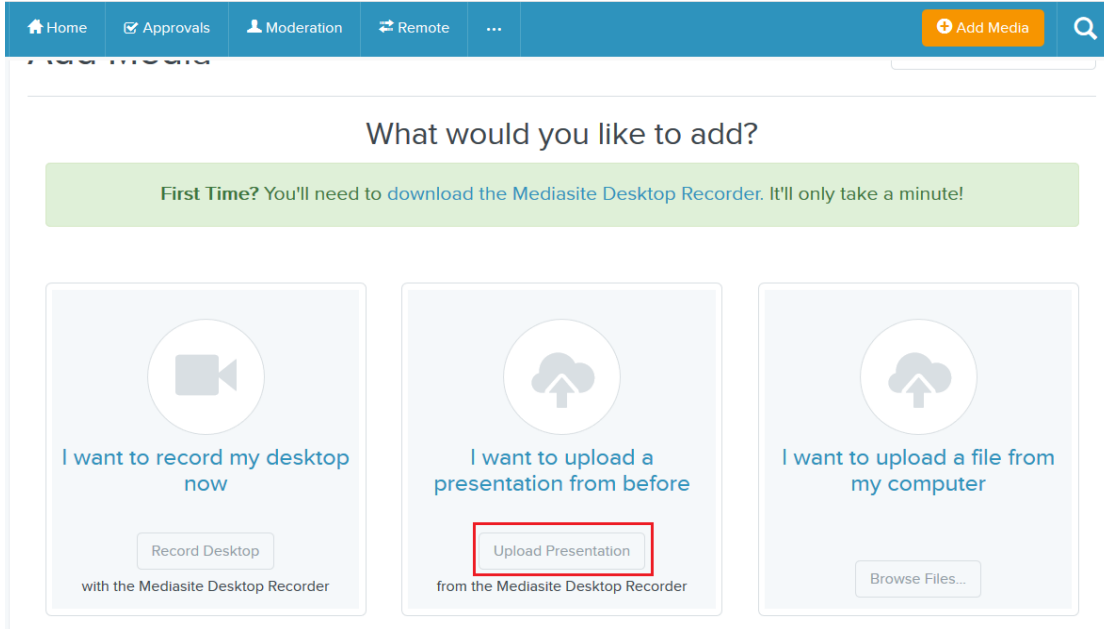 Home Approvals Moderation Remote ... Add Media
Add Media
What would you like to add?
First Time? You'll need to download the Mediasite Desktop Recorder. It'll only take a minute!
I want to record my desktop
now
Record Desktop
with the Mediasite Desktop Recorder
I want to upload a
presentation from before
Upload Presentation
from the Mediasite Desktop Recorder
I want to upload a file from
my computer
Browse Files...